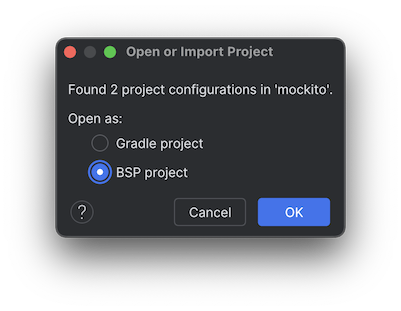 Open or Import Project
Found 2 project configurations in 'mockito'.
Open as:
Gradle project
BSP project
?
Cancel
OK